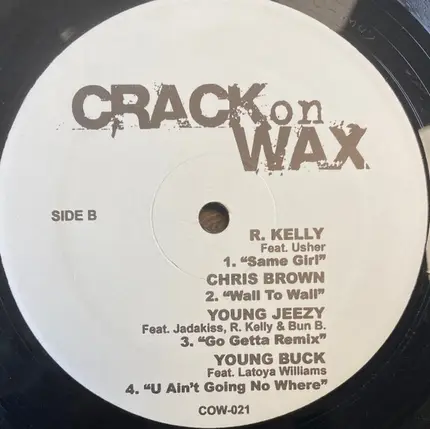 CRACK on
WAX
SIDE B
R. KELLY
Feat. Usher
1. "Same Girl"
CHRIS BROWN
2. "Wall To Wall"
YOUNG JEEZY
Feat. Jadakiss, R. Kelly & Bun B.
3. "Go Getta Remix"
YOUNG BUCK
Feat. Latoya Williams
4. "U Ain't Going No Where"
COW-021